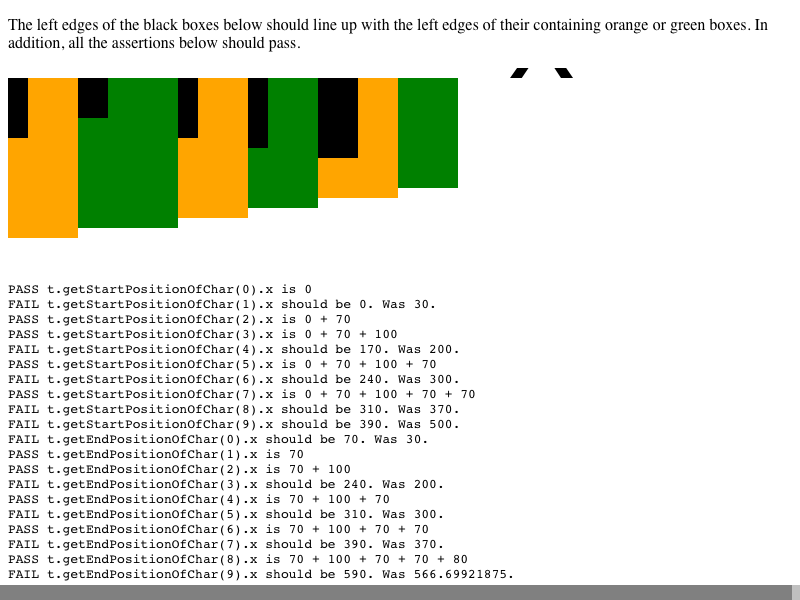 The left edges of the black boxes below should line up with the left edges of their containing orange or green boxes. In
addition, all the assertions below should pass.
PASS t.getStartPositionOfChar(0).x is 0
FAIL t.getStartPositionOfChar(1).x should be 0. Was 30.
PASS t.getStartPositionOfChar(2).x is 0 + 70
PASS t.getStartPositionOfChar(3).x is 0 + 70 + 100
FAIL t.getStartPositionOfChar(4).x should be 170. Was 200.
PASS t.getStartPositionOfChar(5).x is 0 + 70 + 100 + 70
FAIL t.getStartPositionOfChar(6).x should be 240. Was 300.
PASS t.getStartPositionOfChar(7).x is 0 + 70 + 100 + 70 + 70
FAIL t.getStartPositionOfChar(8).x should be 310. Was 370.
FAIL t.getStartPositionOfChar(9).x should be 390. Was 500.
FAIL t.getEndPositionOfChar(0).x should be 70. Was 30.
PASS t.getEndPositionOfChar(1).x is 70
PASS t.getEndPositionOfChar(2).x is 70 + 100
FAIL t.getEndPositionOfChar(3).x should be 240. Was 200.
PASS t.getEndPositionOfChar(4).x is 70 + 100 + 70
FAIL t.getEndPositionOfChar(5).x should be 310. Was 300.
PASS t.getEndPositionOfChar(6).x is 70 + 100 + 70 + 70
FAIL t.getEndPositionOfChar(7).x should be 390. Was 370.
PASS t.getEndPositionOfChar(8).x is 70 + 100 + 70 + 70 + 80
FAIL t.getEndPositionOfChar(9).x should be 590. Was 566.69921875.